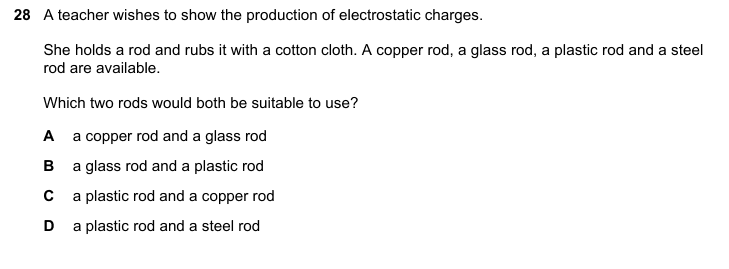 28 A teacher wishes to show the production of electrostatic charges.
She holds a rod and rubs it with a cotton cloth. A copper rod, a glass rod, a plastic rod and a steel
rod are available.
Which two rods would both be suitable to use?
A a copper rod and a glass rod
B a glass rod and a plastic rod
C a plastic rod and a copper rod
D a plastic rod and a steel rod